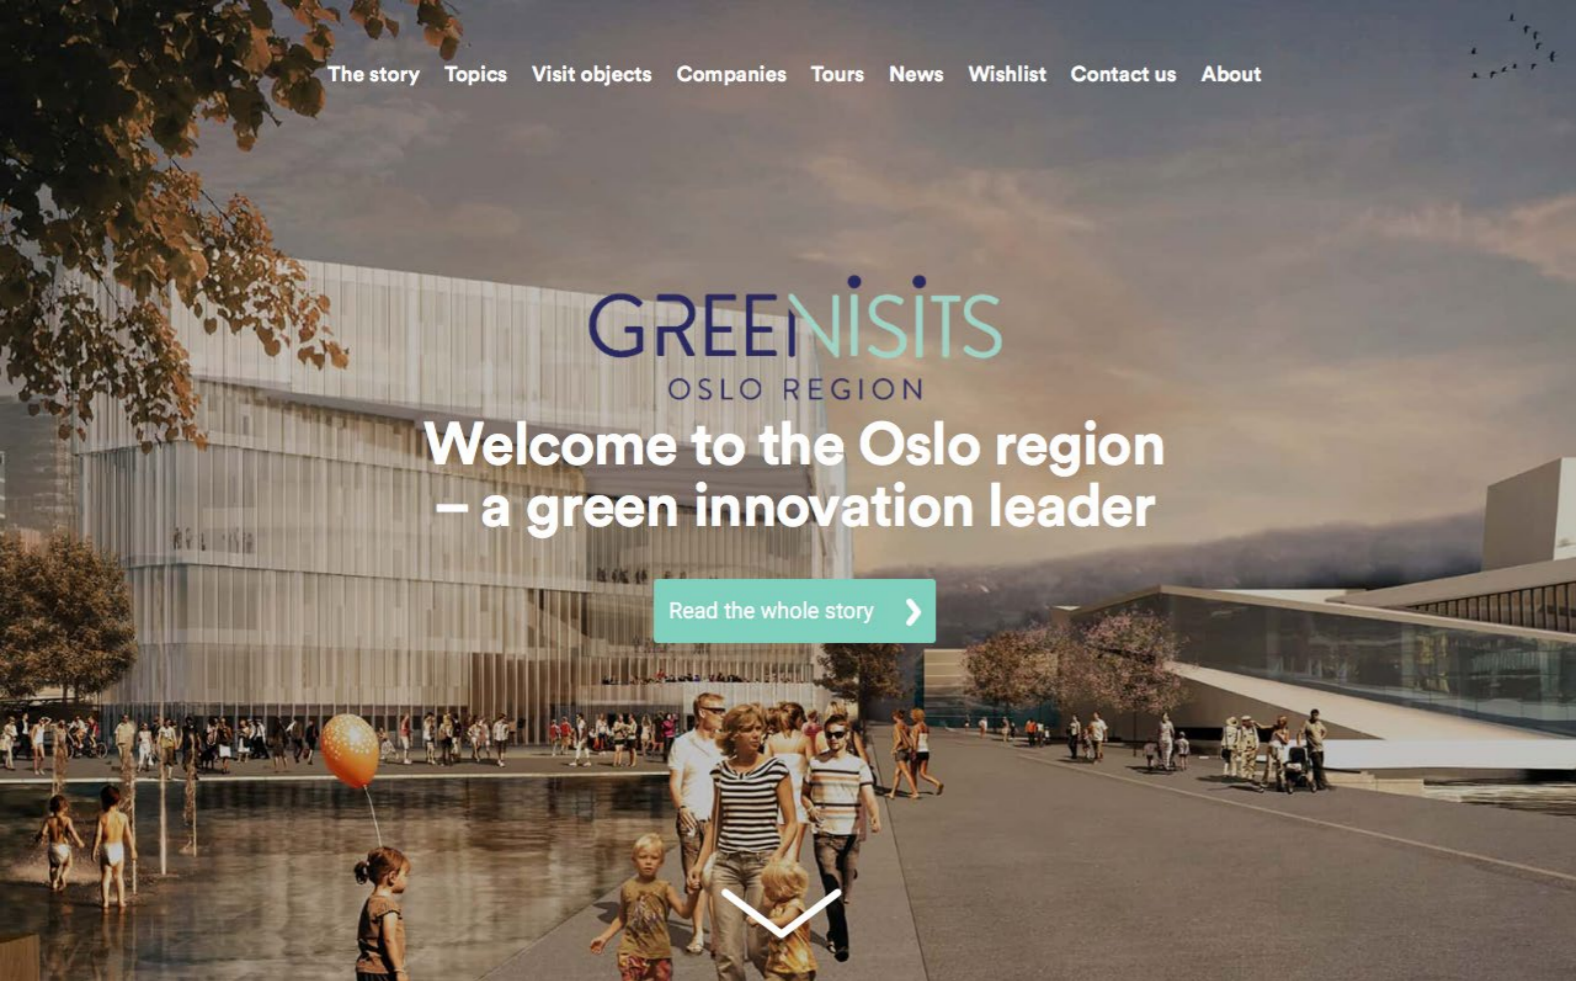 The story Topics Visit objects Companies Tours News Wishlist Contact us About
GREENVISITS
OSLO REGION
Welcome to the Oslo region
– a green innovation leader
Read the whole story